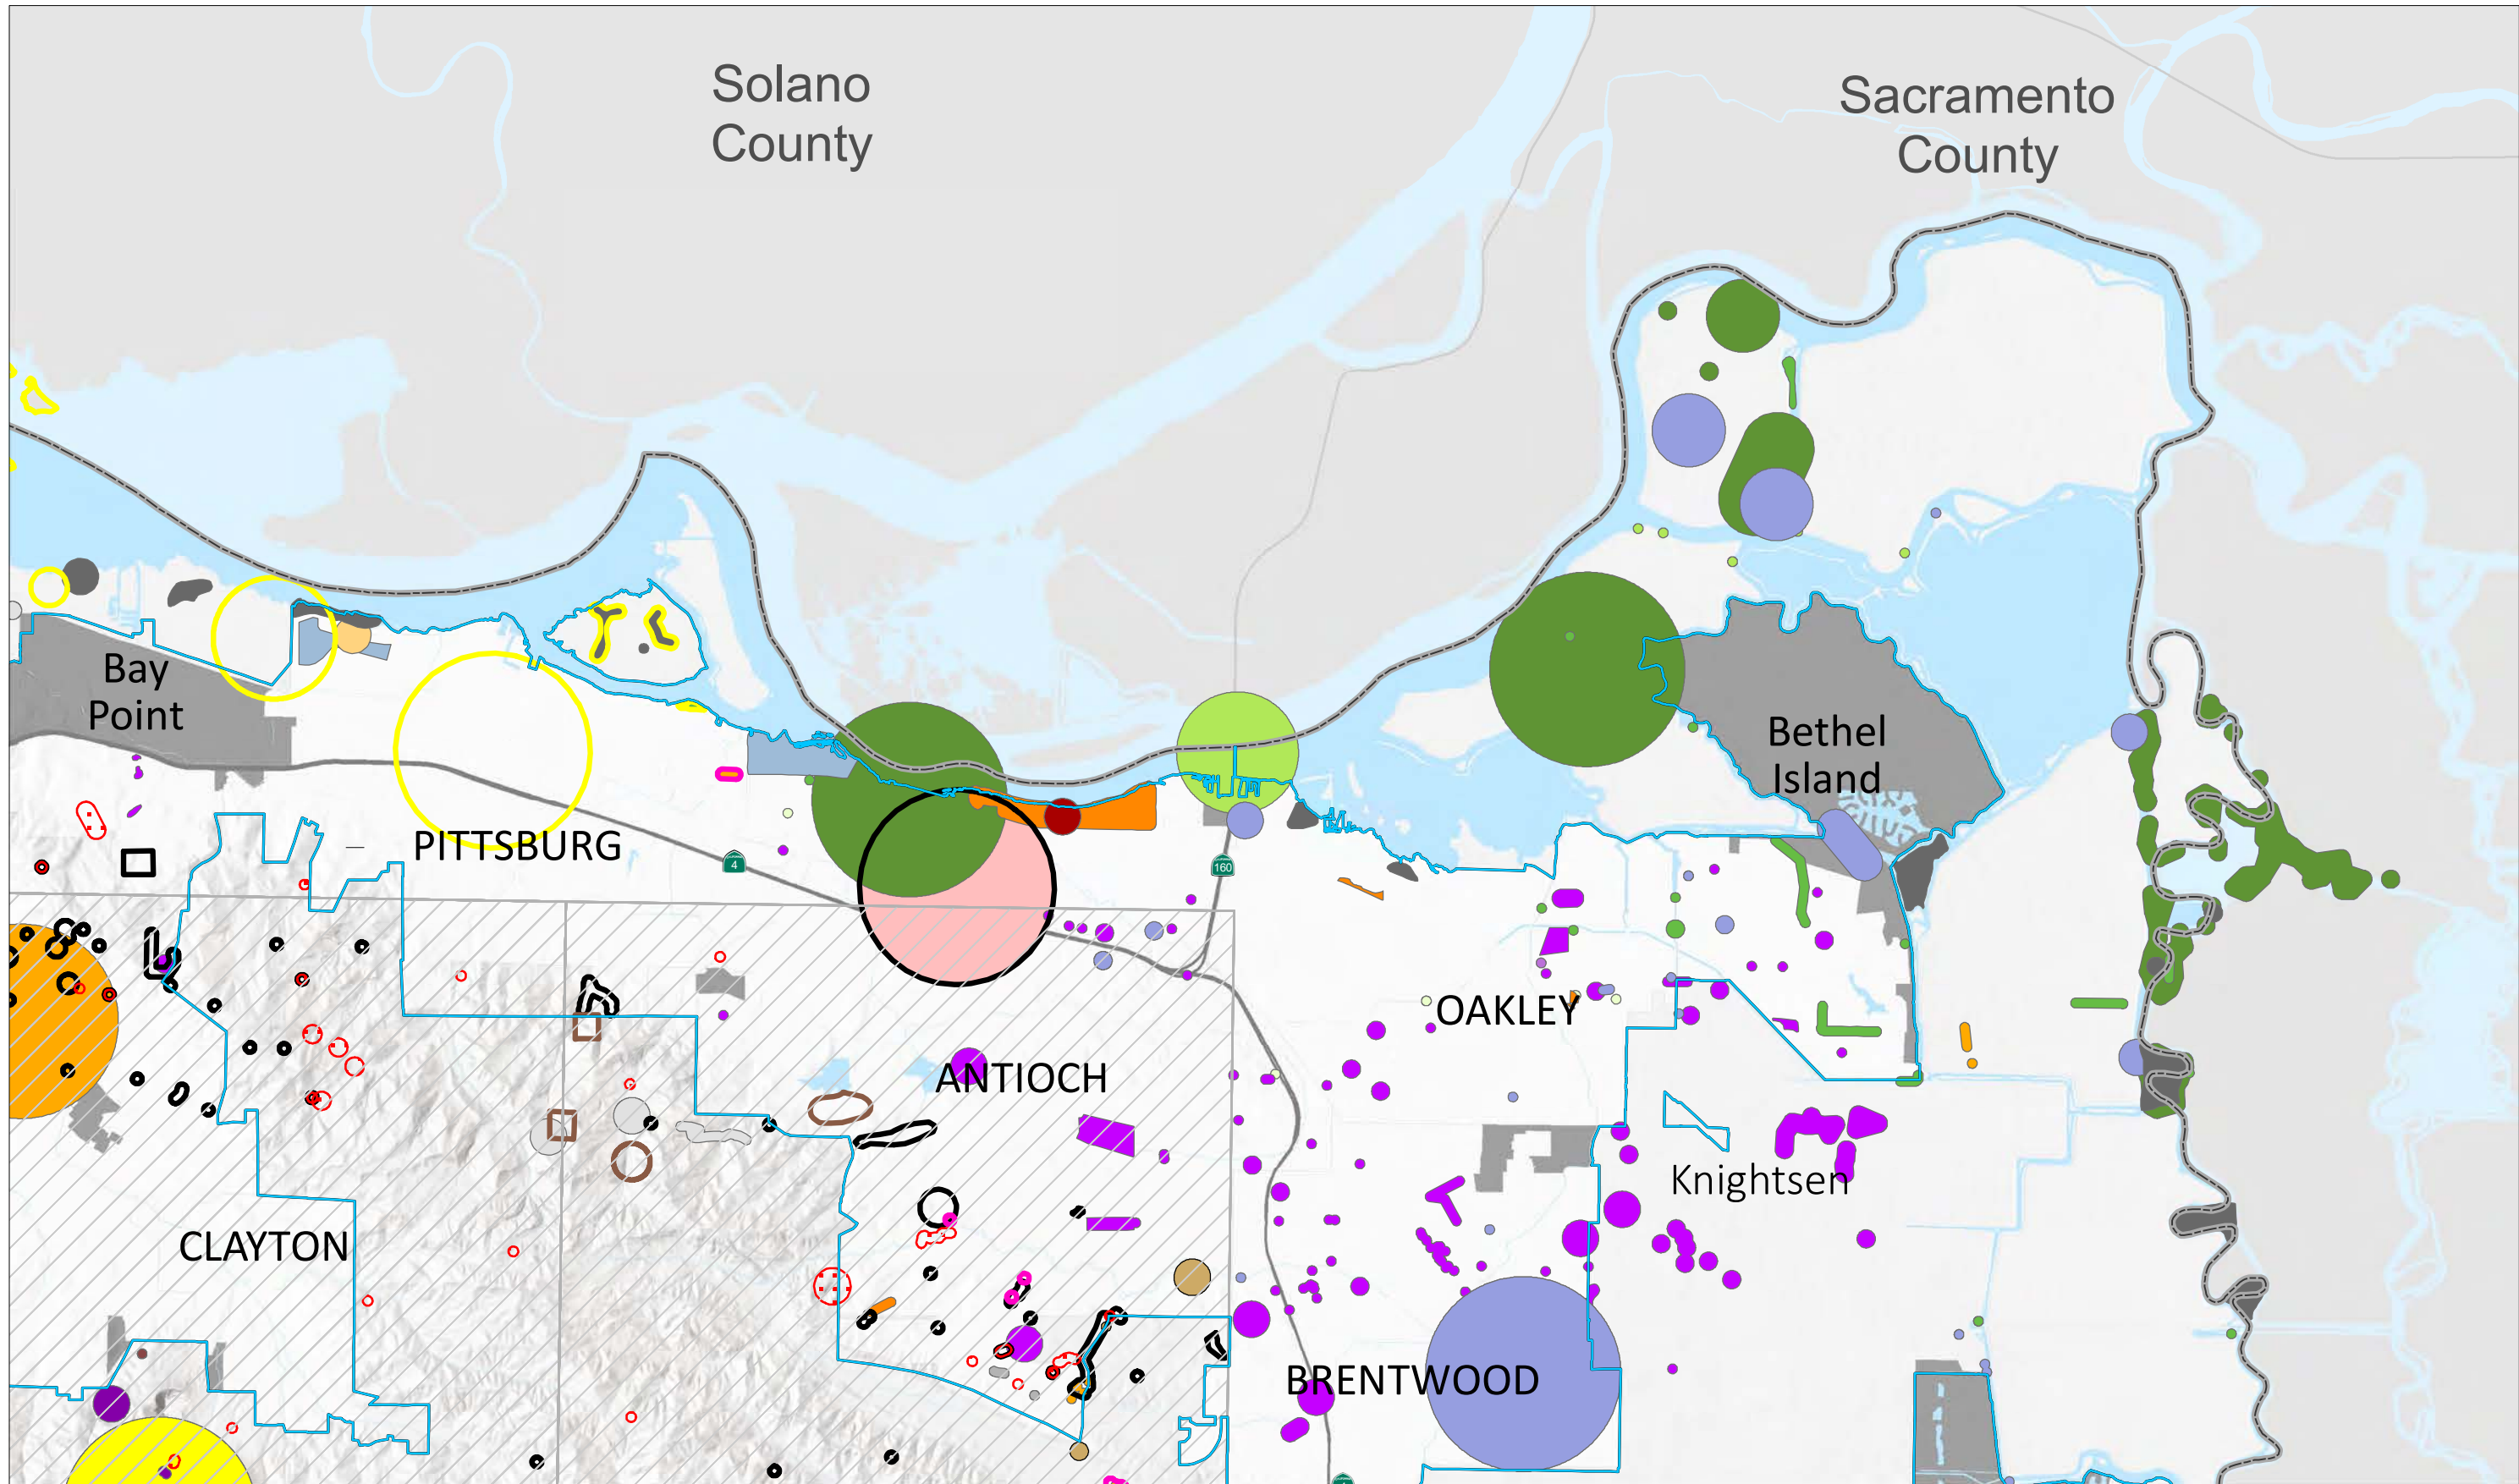 Solano
County
Sacramento
County
Bay
Point
Bethel
Island
PITTSBURG
4
160
OAKLEY
ANTIOCH
Knightsen
CLAYTON
BRENTWOOD